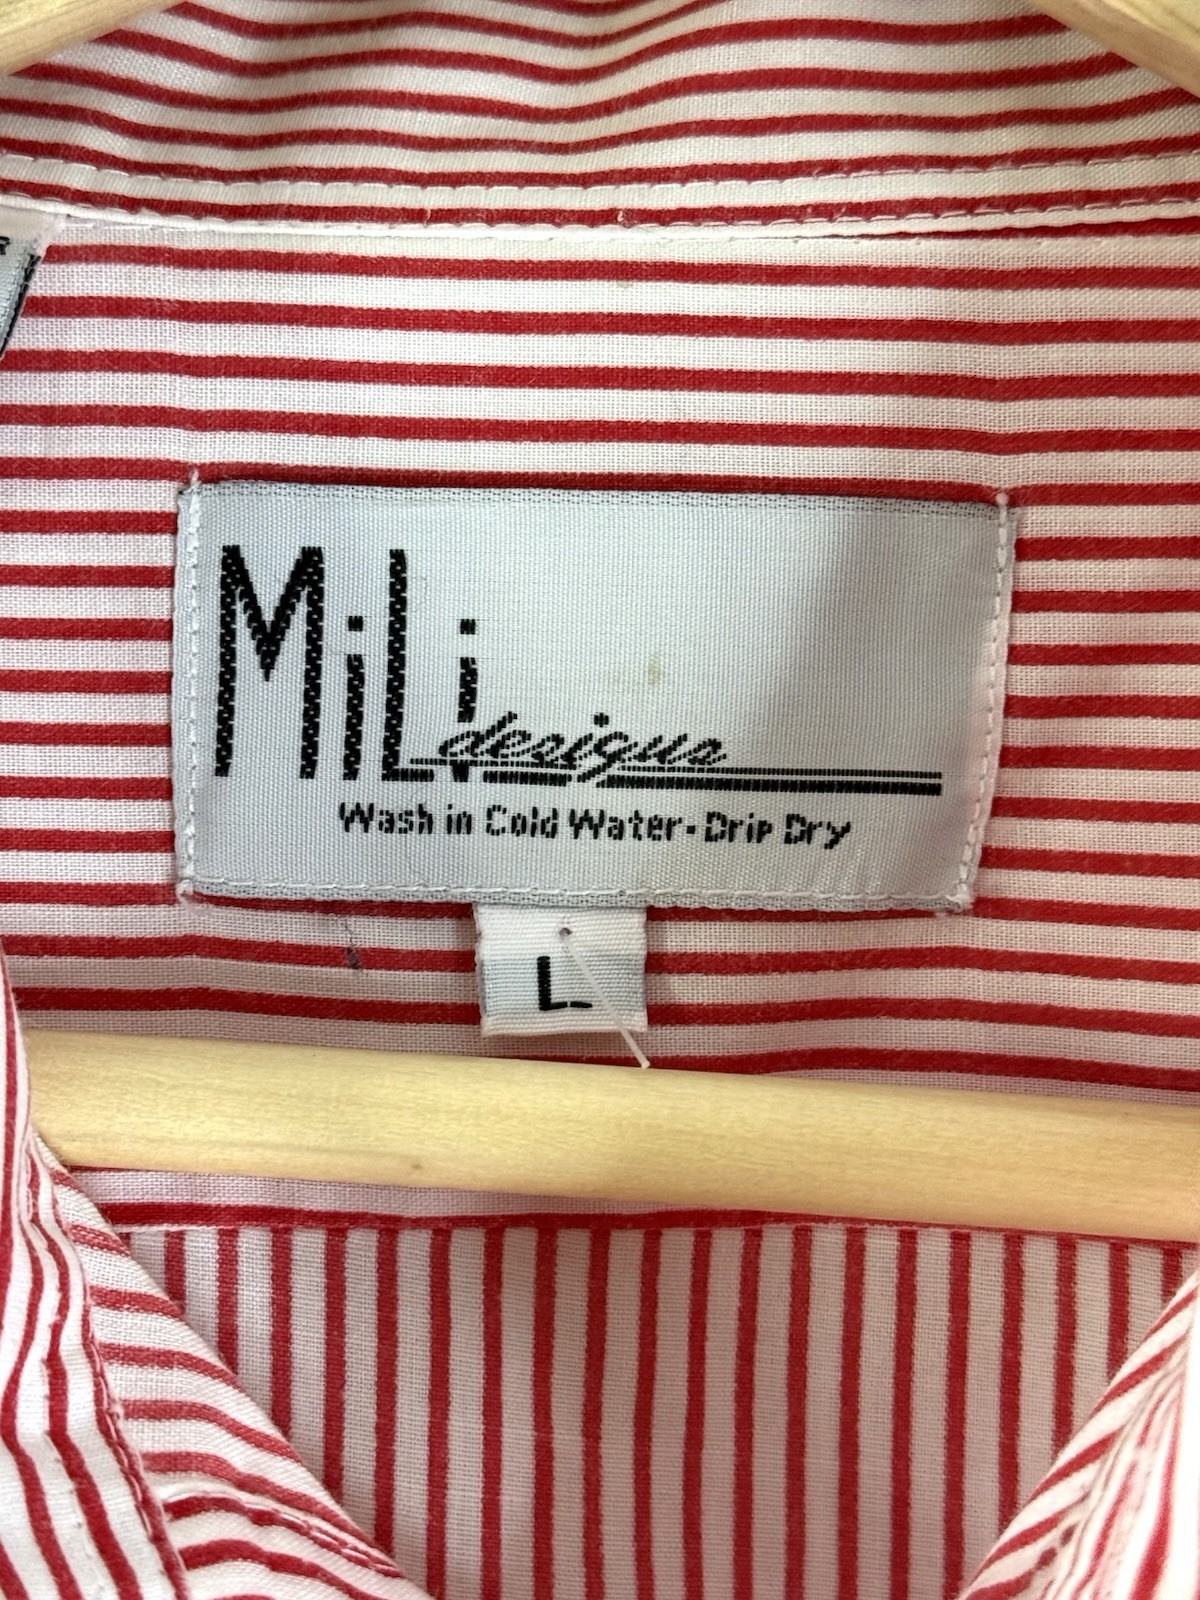 MiLi
designs
Wash in Cold Water-Drip Dry
L